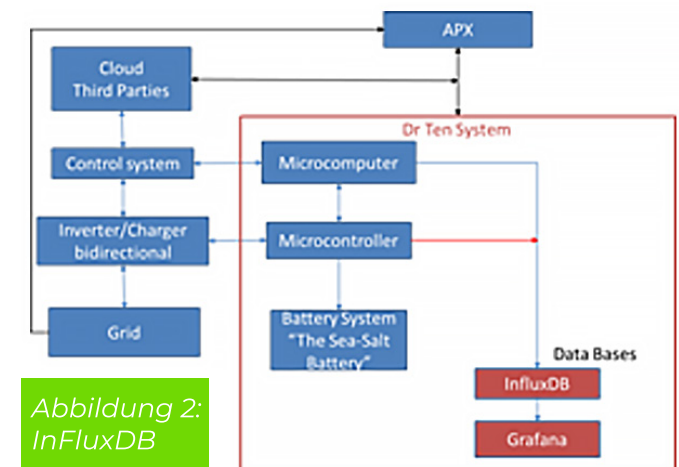 APX
Cloud
Third Parties
Dr Ten System
Control system
Microcomputer
Inverter/Charger
bidirectional
Microcontroller
Grid
Battery System
"The Sea-Salt
Battery"
Data Bases
InfluxDB
Grafana
Abbildung 2:
InFluxDB